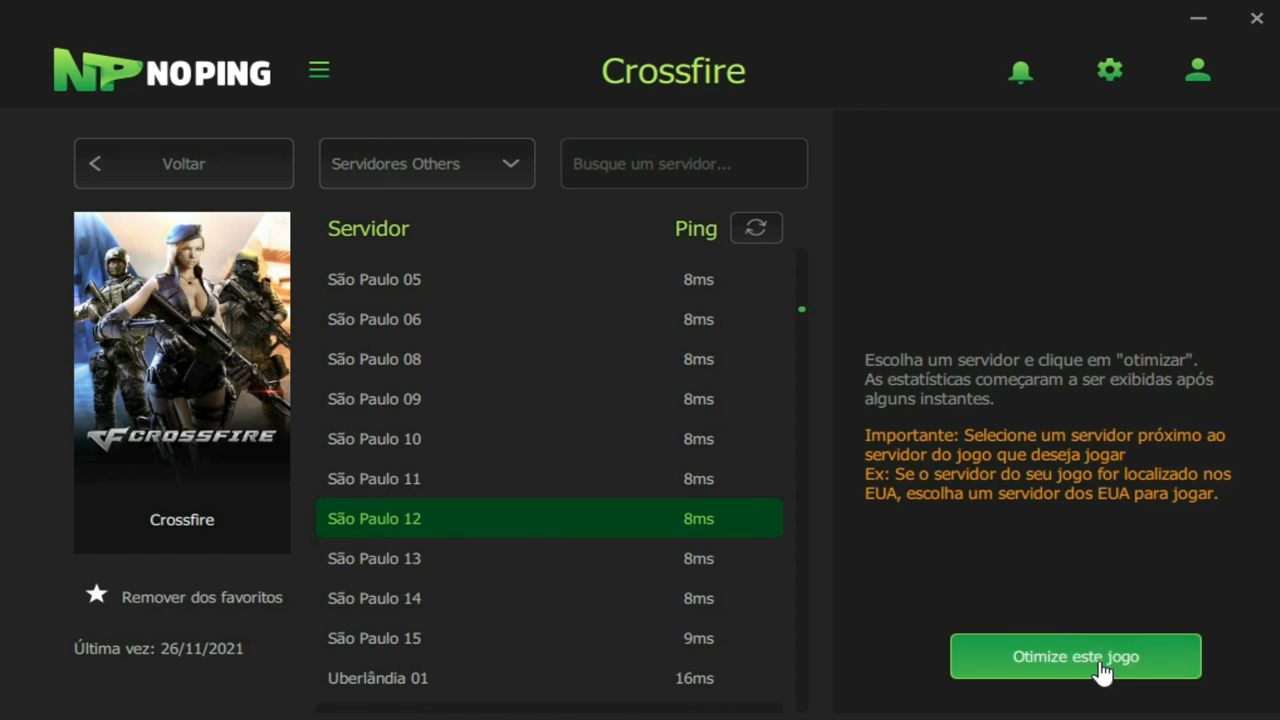 NP NOPING
Crossfire
Voltar
Servidores Others
Busque um servidor...
Servidor Ping
São Paulo 05 8ms
São Paulo 06 8ms
São Paulo 08 8ms
São Paulo 09 8ms
São Paulo 10 8ms
São Paulo 11 8ms
São Paulo 12 8ms
São Paulo 13 8ms
São Paulo 14 8ms
São Paulo 15 9ms
Uberlândia 01 16ms
CF CROSSFIRE
Crossfire
Remover dos favoritos
Última vez: 26/11/2021
Escolha um servidor e clique em "otimizar".
As estatísticas começaram a ser exibidas após
alguns instantes.
Importante: Selecione um servidor próximo ao
servidor do jogo que deseja jogar
Ex: Se o servidor do seu jogo for localizado nos
EUA, escolha um servidor dos EUA para jogar.
Otimize este jogo